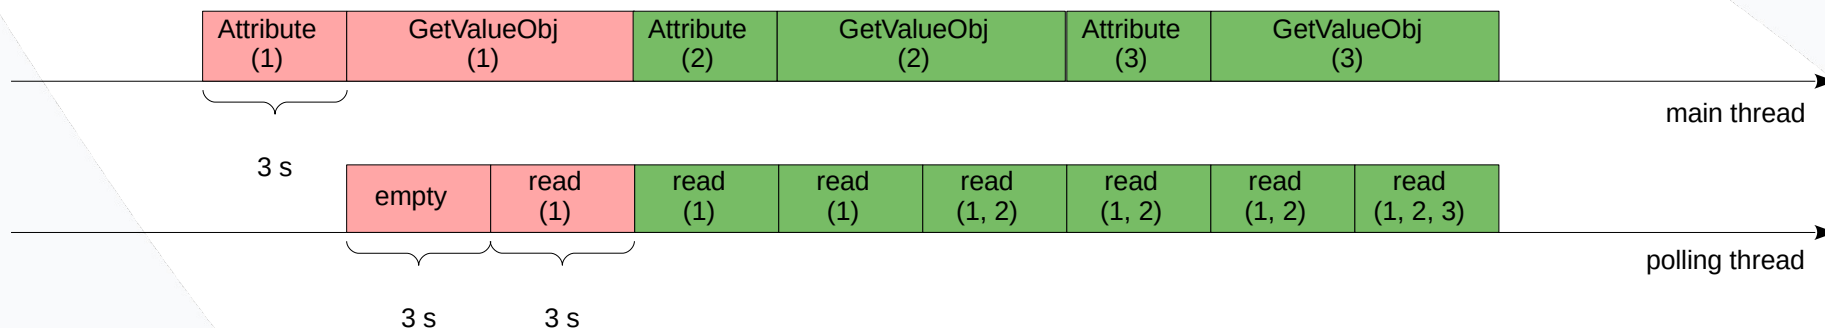 Attribute GetValueObj Attribute GetValueObj Attribute GetValueObj
(1) (1) (2) (2) (3) (3)
main thread
3 s
empty read read read read read read read
(1) (1) (1) (1, 2) (1, 2) (1, 2) (1, 2, 3)
polling thread
3 s 3 s